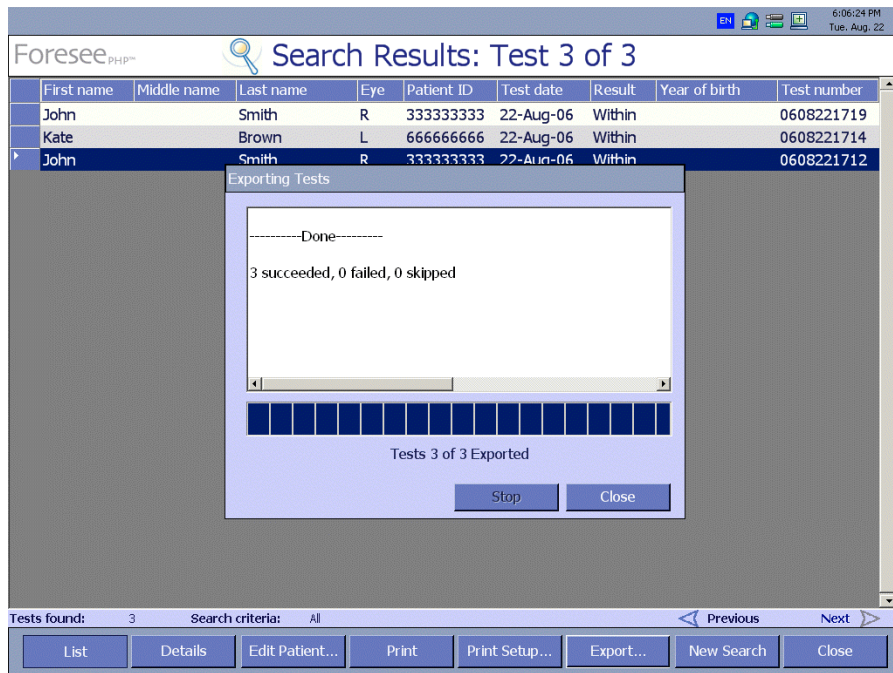 EN 6:06:24 PM
Tue. Aug. 22
Foresee PHP™ Search Results: Test 3 of 3
First name Middle name Last name Eye Patient ID Test date Result Year of birth Test number
John Smith R 333333333 22-Aug-06 Within 0608221719
Kate Brown L 666666666 22-Aug-06 Within 0608221714
John Smith R 333333333 22-Aug-06 Within 0608221712
Exporting Tests
----------Done---------
3 succeeded, 0 failed, 0 skipped
Tests 3 of 3 Exported
Stop Close
Tests found: 3 Search criteria: All Previous Next
List Details Edit Patient... Print Print Setup... Export... New Search Close